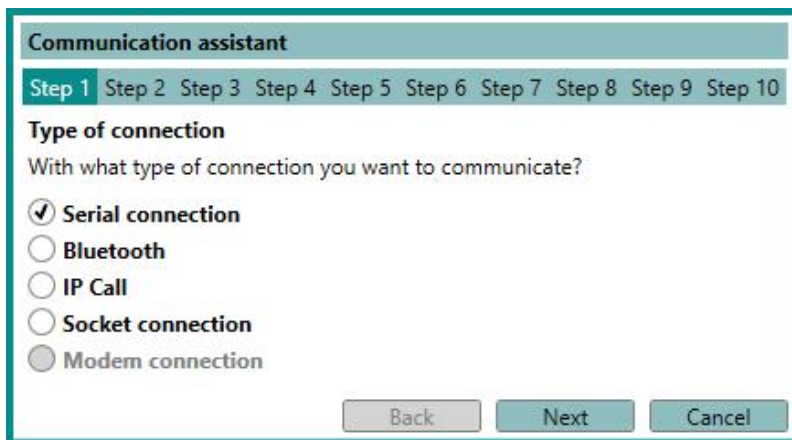 Communication assistant
Step 1 Step 2 Step 3 Step 4 Step 5 Step 6 Step 7 Step 8 Step 9 Step 10
Type of connection
With what type of connection you want to communicate?
Serial connection
Bluetooth
IP Call
Socket connection
Modem connection
Back Next Cancel